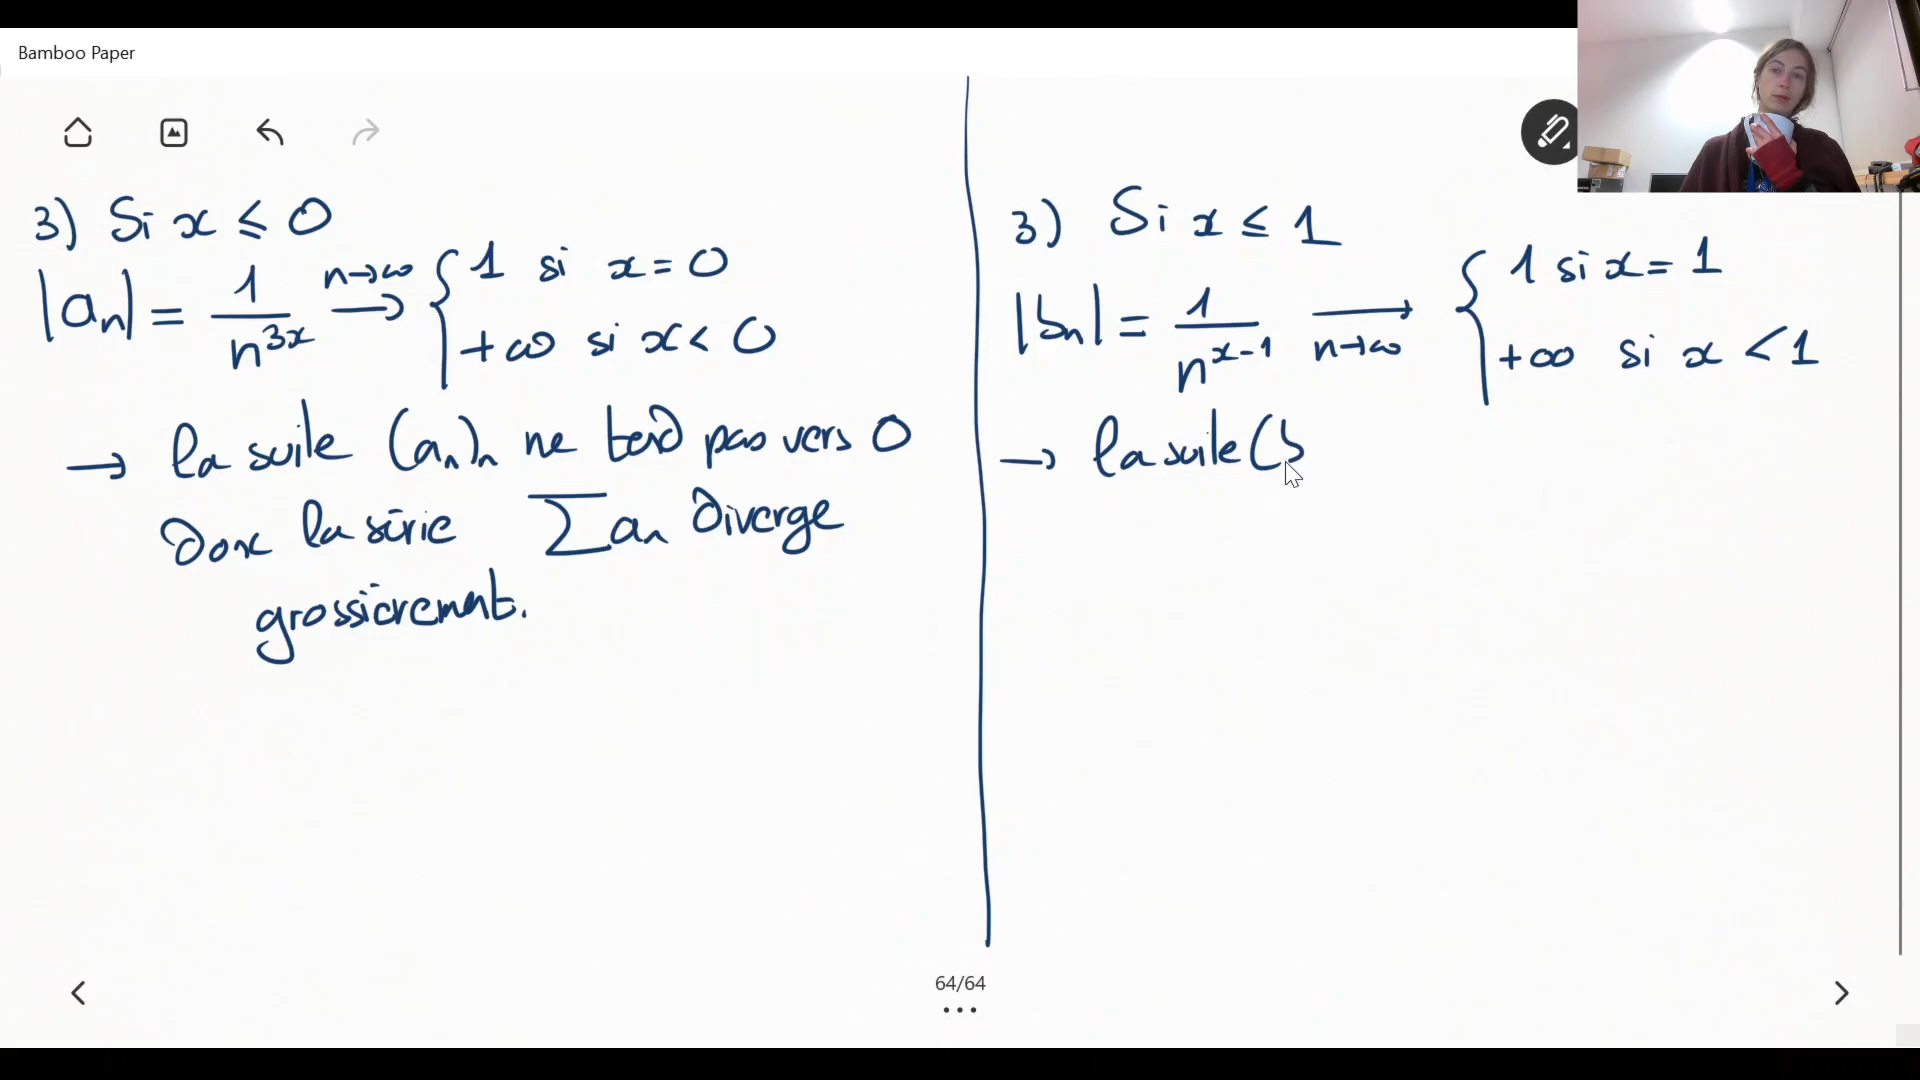 Bamboo Paper
3) Si x ≤ 0
|aₙ| = 1/n^{3x} ⟶ (n→∞) { 1 si x = 0
+∞ si x < 0
→ la suite (aₙ)ₙ ne tend pas vers 0
Donc la série ∑aₙ diverge
grossièrement.
3) Si x ≤ 1
|bₙ| = 1/n^{x-1} ⟶ (n→∞) { 1 si x = 1
+∞ si x < 1
→ la suite (b
64/64